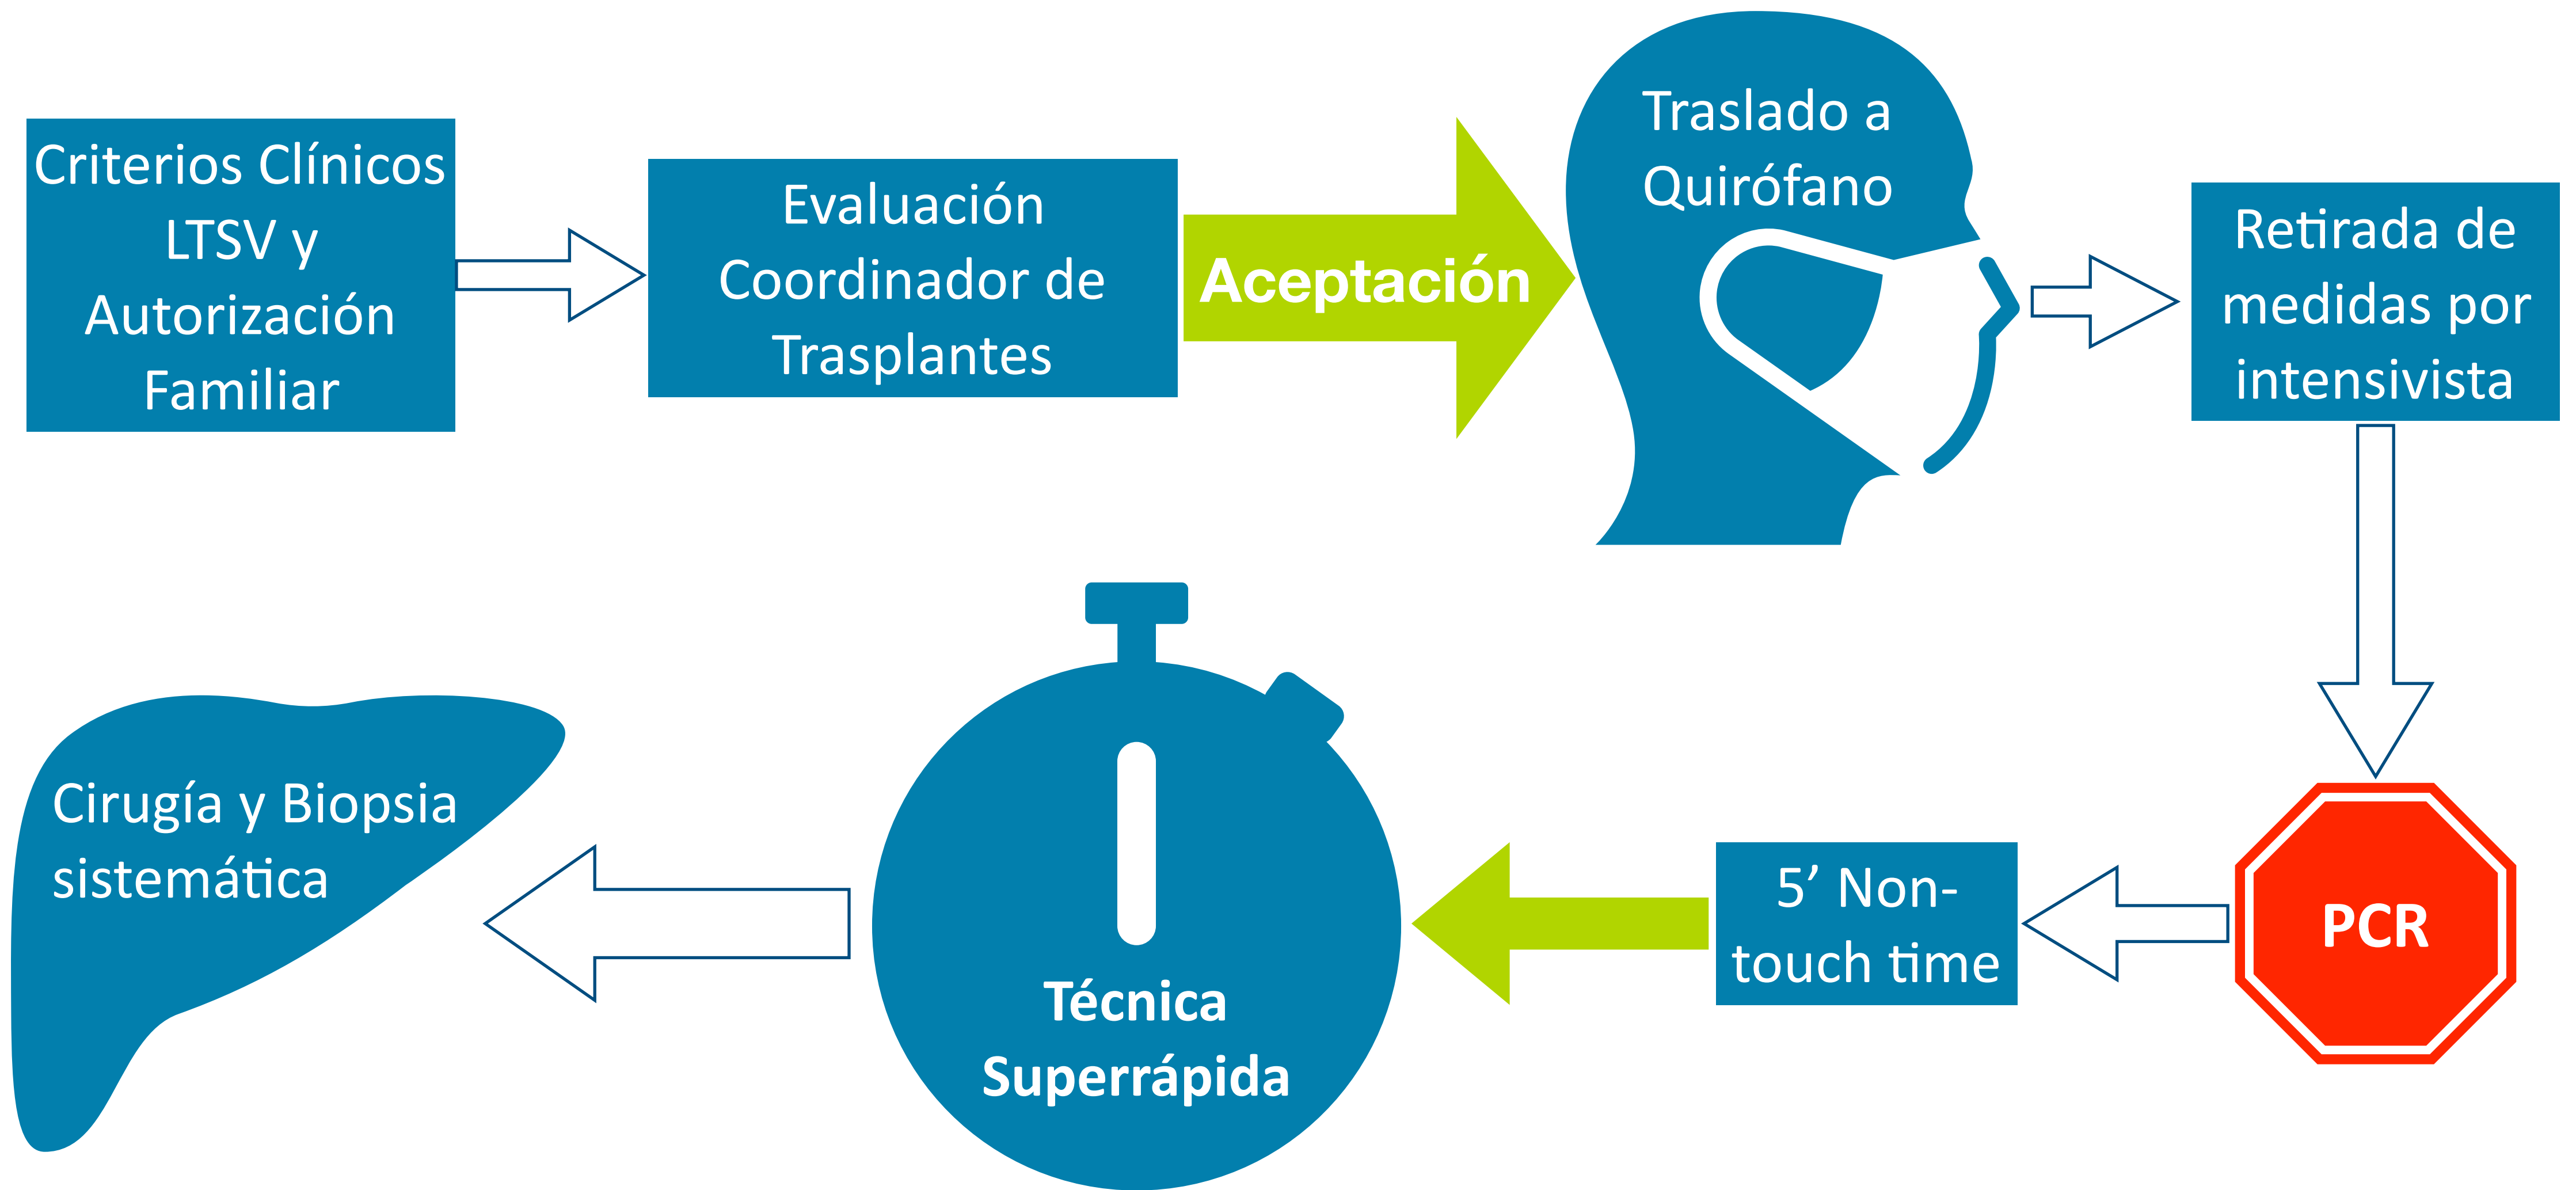 Criterios Clínicos
LTSV y
Autorización
Familiar
Evaluación
Coordinador de
Trasplantes
Aceptación
Traslado a
Quirófano
Retirada de
medidas por
intensivista
PCR
5’ Non-
touch time
Técnica
Superrápida
Cirugía y Biopsia
sistemática